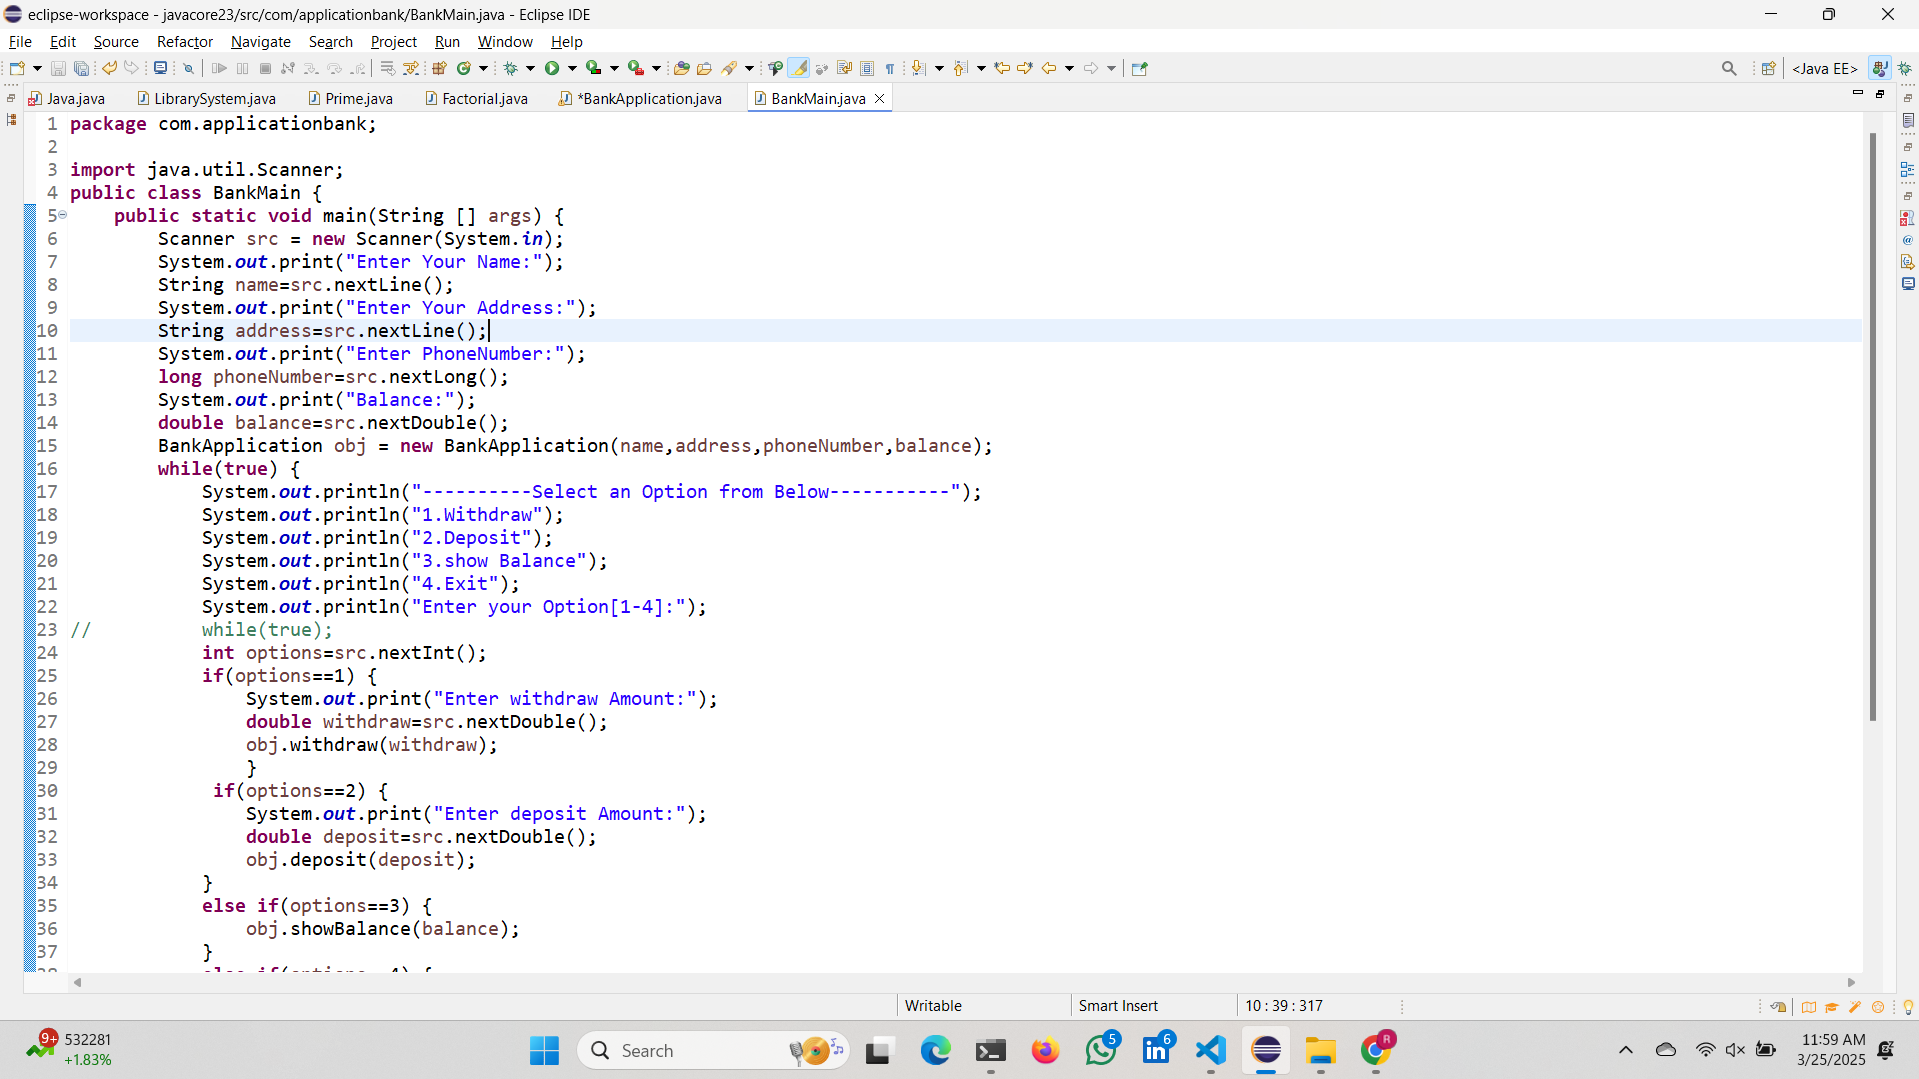 eclipse-workspace - javacore23/src/com/applicationbank/BankMain.java - Eclipse IDE
File Edit Source Refactor Navigate Search Project Run Window Help
<Java EE>
Java.java LibrarySystem.java Prime.java Factorial.java *BankApplication.java BankMain.java
1 package com.applicationbank;
2
3 import java.util.Scanner;
4 public class BankMain {
5 public static void main(String [] args) {
6 Scanner src = new Scanner(System.in);
7 System.out.print("Enter Your Name:");
8 String name=src.nextLine();
9 System.out.print("Enter Your Address:");
10 String address=src.nextLine();
11 System.out.print("Enter PhoneNumber:");
12 long phoneNumber=src.nextLong();
13 System.out.print("Balance:");
14 double balance=src.nextDouble();
15 BankApplication obj = new BankApplication(name,address,phoneNumber,balance);
16 while(true) {
17 System.out.println("----------Select an Option from Below-----------");
18 System.out.println("1.Withdraw");
19 System.out.println("2.Deposit");
20 System.out.println("3.show Balance");
21 System.out.println("4.Exit");
22 System.out.println("Enter your Option[1-4]:");
23 // while(true);
24 int options=src.nextInt();
25 if(options==1) {
26 System.out.print("Enter withdraw Amount:");
27 double withdraw=src.nextDouble();
28 obj.withdraw(withdraw);
29 }
30 if(options==2) {
31 System.out.print("Enter deposit Amount:");
32 double deposit=src.nextDouble();
33 obj.deposit(deposit);
34 }
35 else if(options==3) {
36 obj.showBalance(balance);
37 }
Writable Smart Insert 10 : 39 : 317
9+ 532281
+1.83%
Search
5
6
R
11:59 AM
3/25/2025